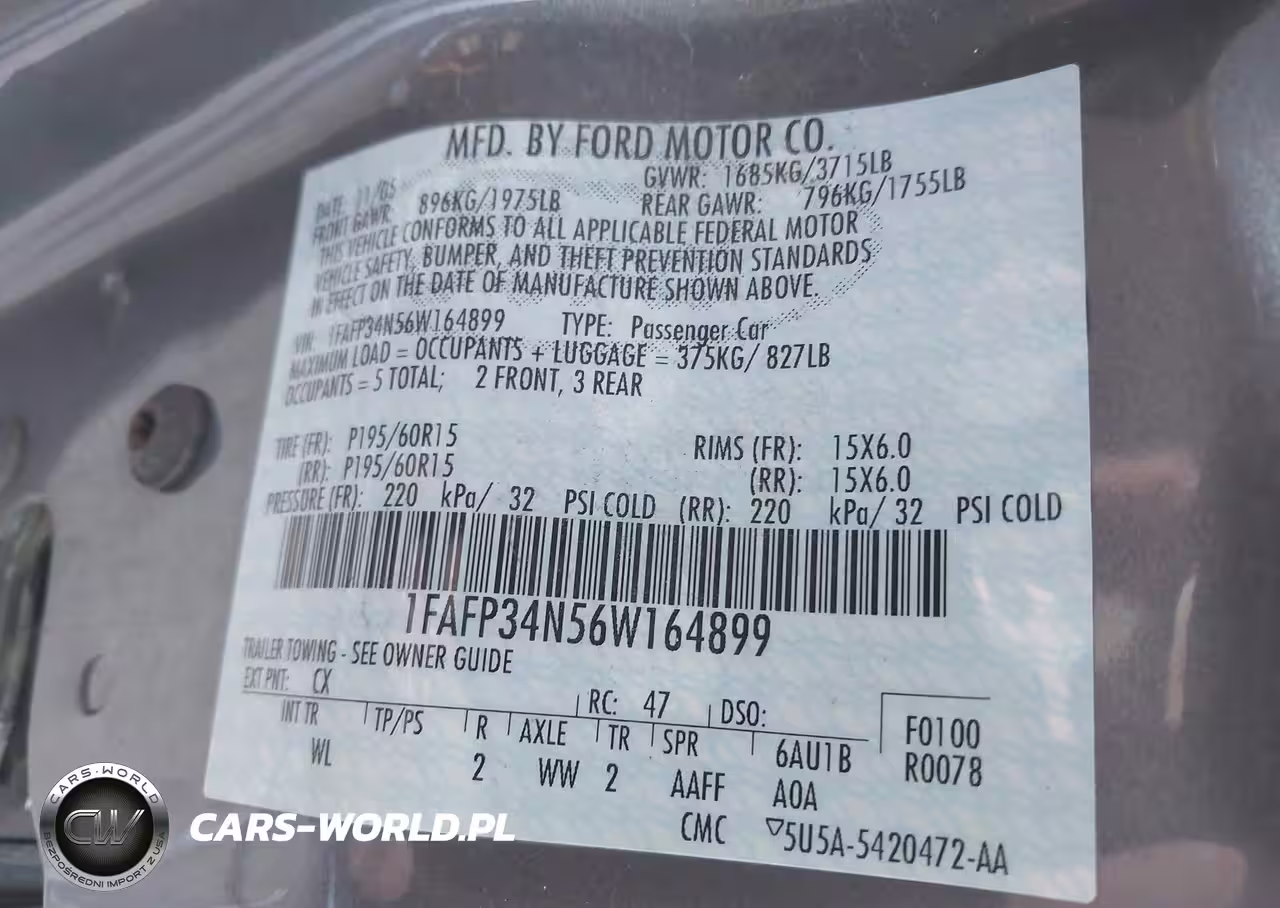 MFD. BY FORD MOTOR CO.
DATE: 11/05 GVWR: 1685KG/3715LB
FRONT GAWR: 896KG/1975LB REAR GAWR: 796KG/1755LB
THIS VEHICLE CONFORMS TO ALL APPLICABLE FEDERAL MOTOR
VEHICLE SAFETY, BUMPER, AND THEFT PREVENTION STANDARDS
IN EFFECT ON THE DATE OF MANUFACTURE SHOWN ABOVE.
VIN: 1FAFP34N56W164899 TYPE: Passenger Car
MAXIMUM LOAD = OCCUPANTS + LUGGAGE = 375KG/ 827LB
OCCUPANTS = 5 TOTAL; 2 FRONT, 3 REAR
TIRE (FR): P195/60R15 RIMS (FR): 15X6.0
(RR): P195/60R15 (RR): 15X6.0
PRESSURE (FR): 220 kPa/ 32 PSI COLD (RR): 220 kPa/ 32 PSI COLD
1FAFP34N56W164899
TRAILER TOWING - SEE OWNER GUIDE
EXT PNT: CX RC: 47 DSO:
INT TR TP/PS R AXLE TR SPR 6AU1B F0100
WL 2 WW 2 AAFF A0A R0078
CMC ▽5U5A-5420472-AA
CARS-WORLD
CW
BEZPOŚREDNI IMPORT Z USA
CARS-WORLD.PL